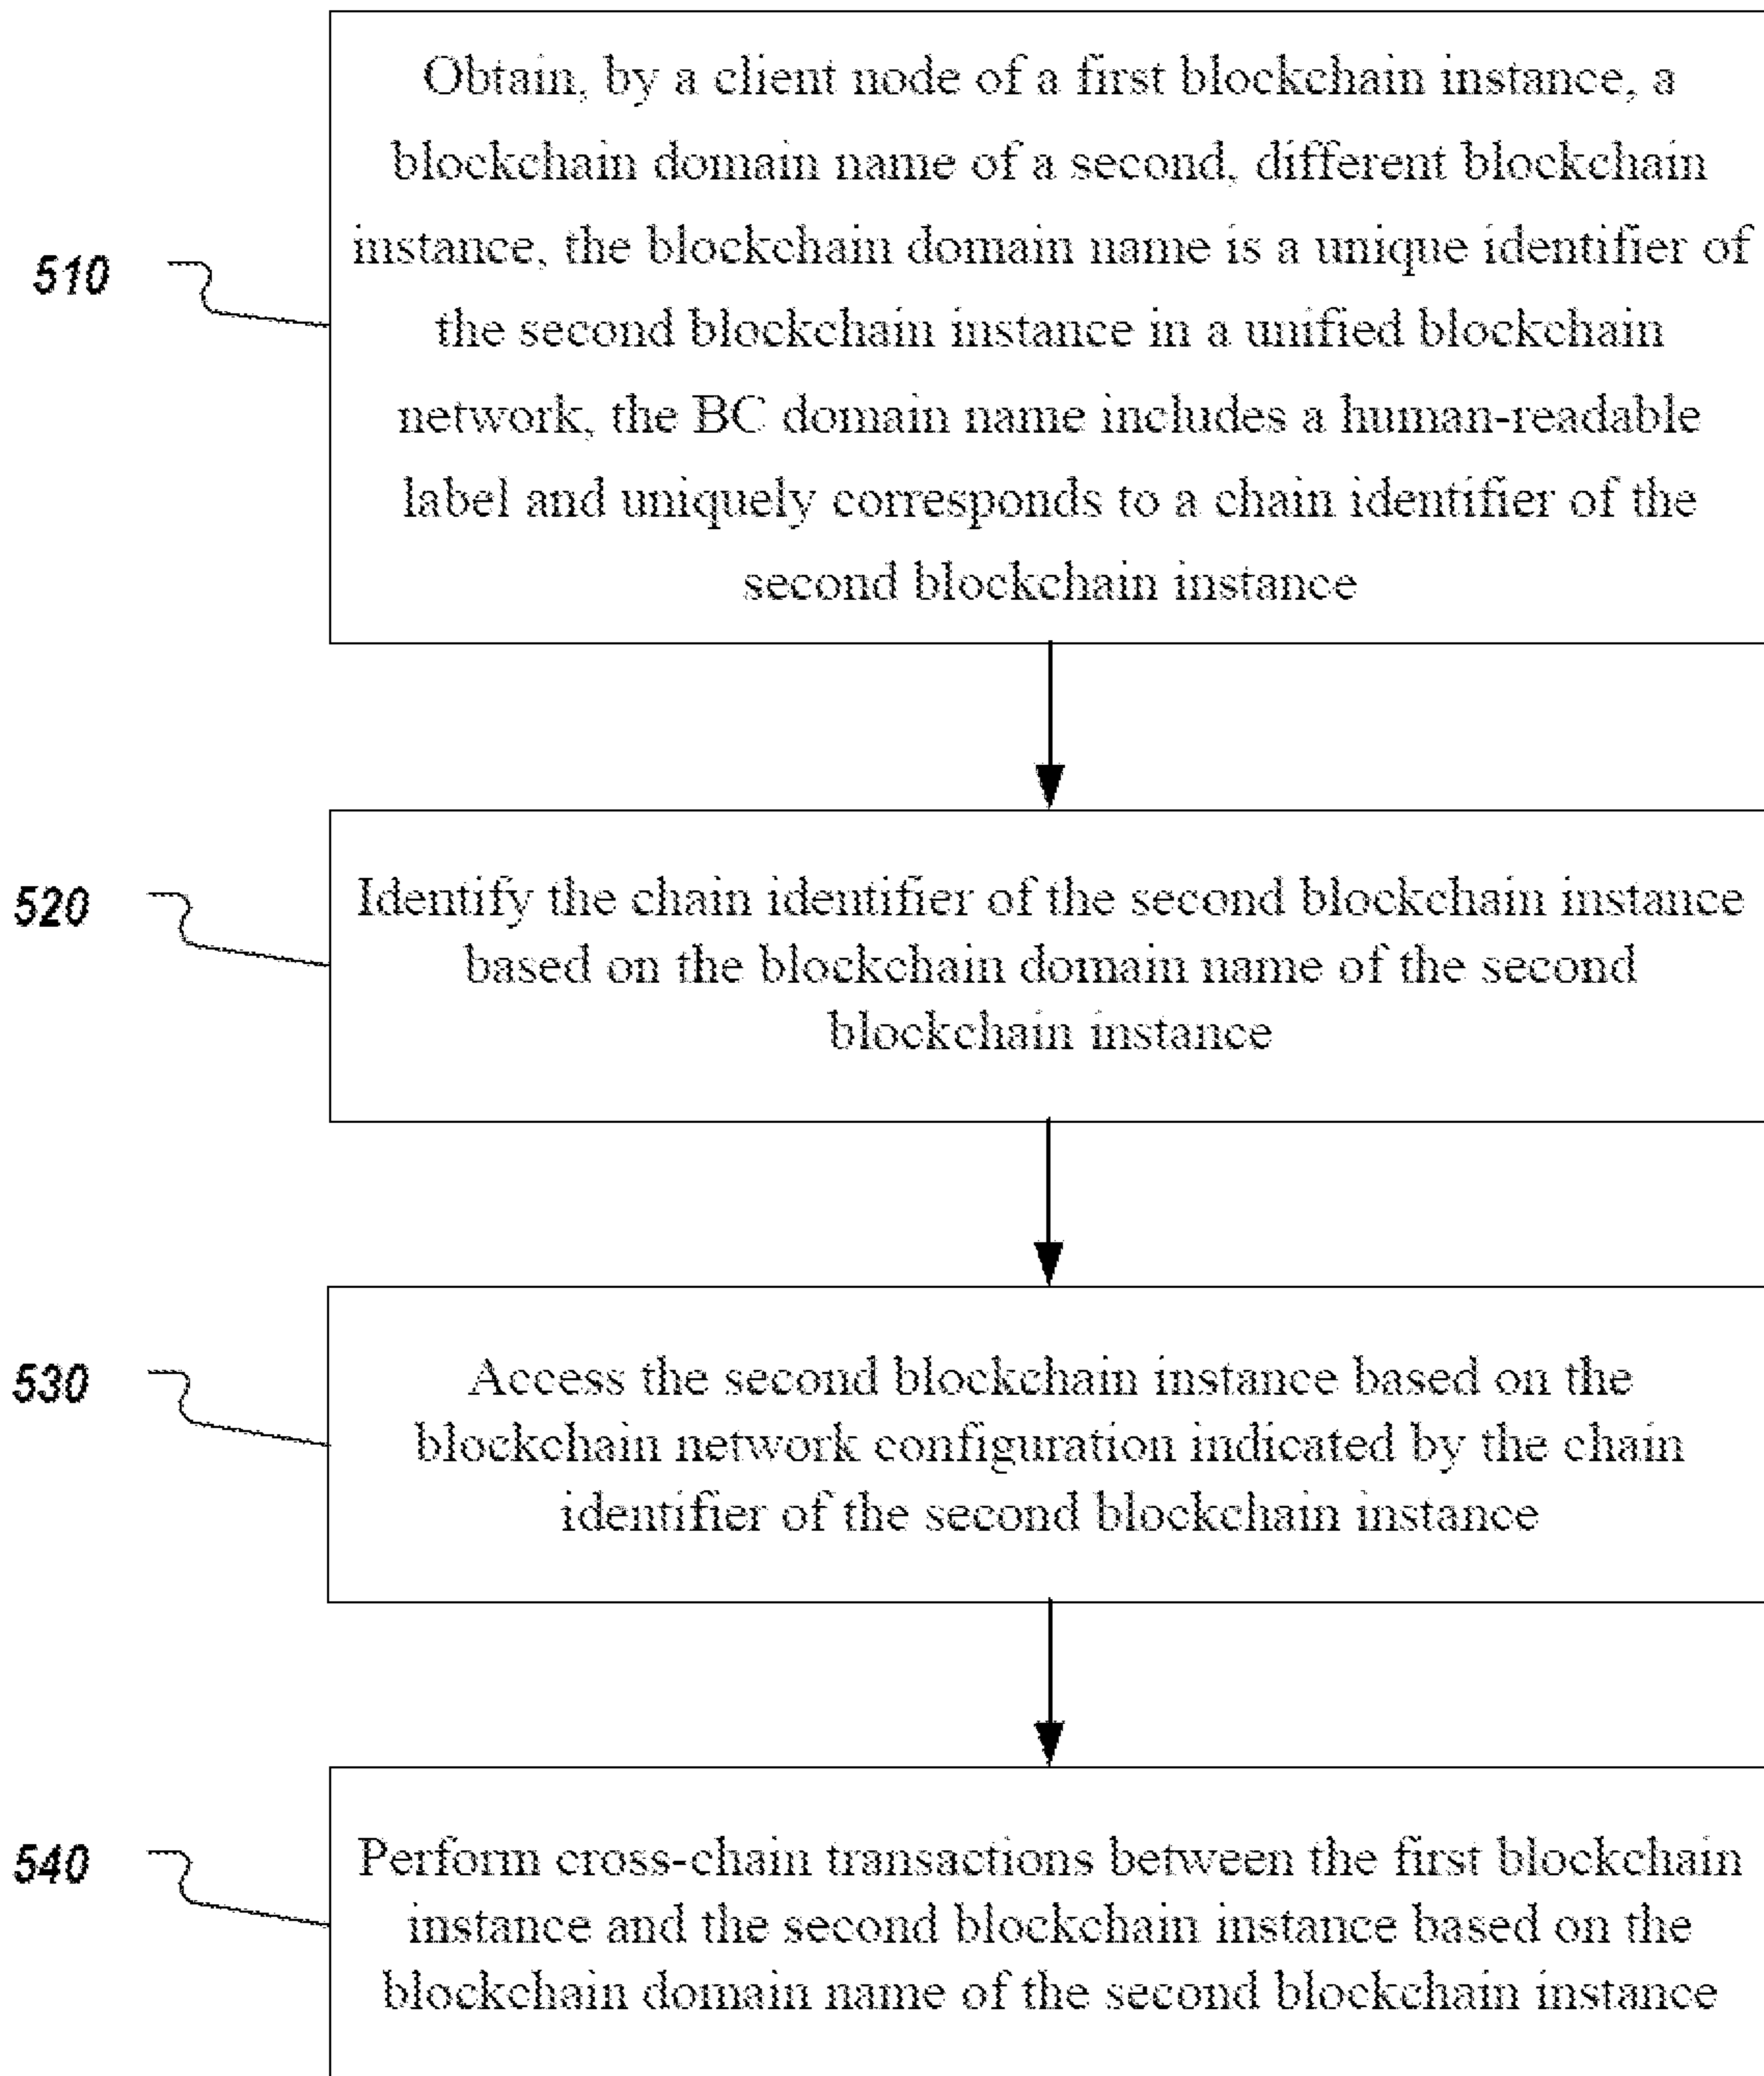 Obtain, by a client node of a first blockchain instance, a
blockchain domain name of a second, different blockchain
instance, the blockchain domain name is a unique identifier of
the second blockchain instance in a unified blockchain
network, the BC domain name includes a human-readable
label and uniquely corresponds to a chain identifier of the
second blockchain instance
510
Identify the chain identifier of the second blockchain instance
based on the blockchain domain name of the second
blockchain instance
520
Access the second blockchain instance based on the
blockchain network configuration indicated by the chain
identifier of the second blockchain instance
530
Perform cross-chain transactions between the first blockchain
instance and the second blockchain instance based on the
blockchain domain name of the second blockchain instance
540